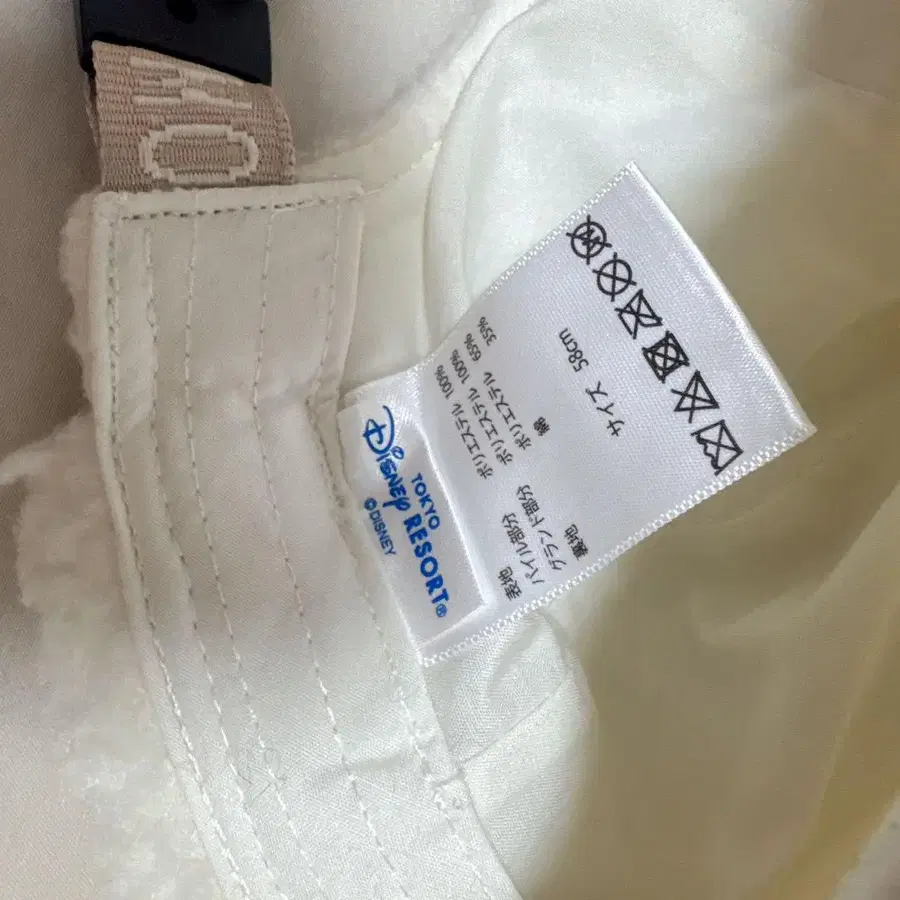 TOKYO
Disney RESORT®
©DISNEY
表地
パイル部分 ポリエステル 100%
グランド部分 ポリエステル 100%
裏地 ポリエステル 65%
綿 35%
サイズ 58cm
W